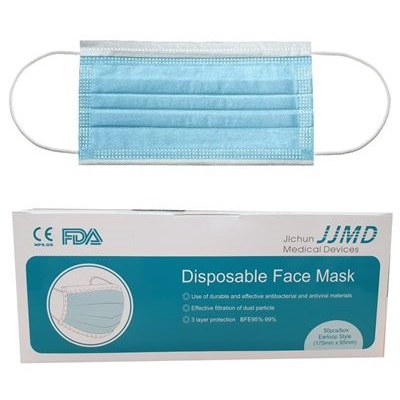 CE FDA
Jichun JJMD
Medical Devices
Disposable Face Mask
Use of durable and effective antibacterial and antiviral materials
Effective filtration of dust particle
3 layer protection BFE95%-99%
50pcs/box
Earloop Style
(175mm x 95mm)